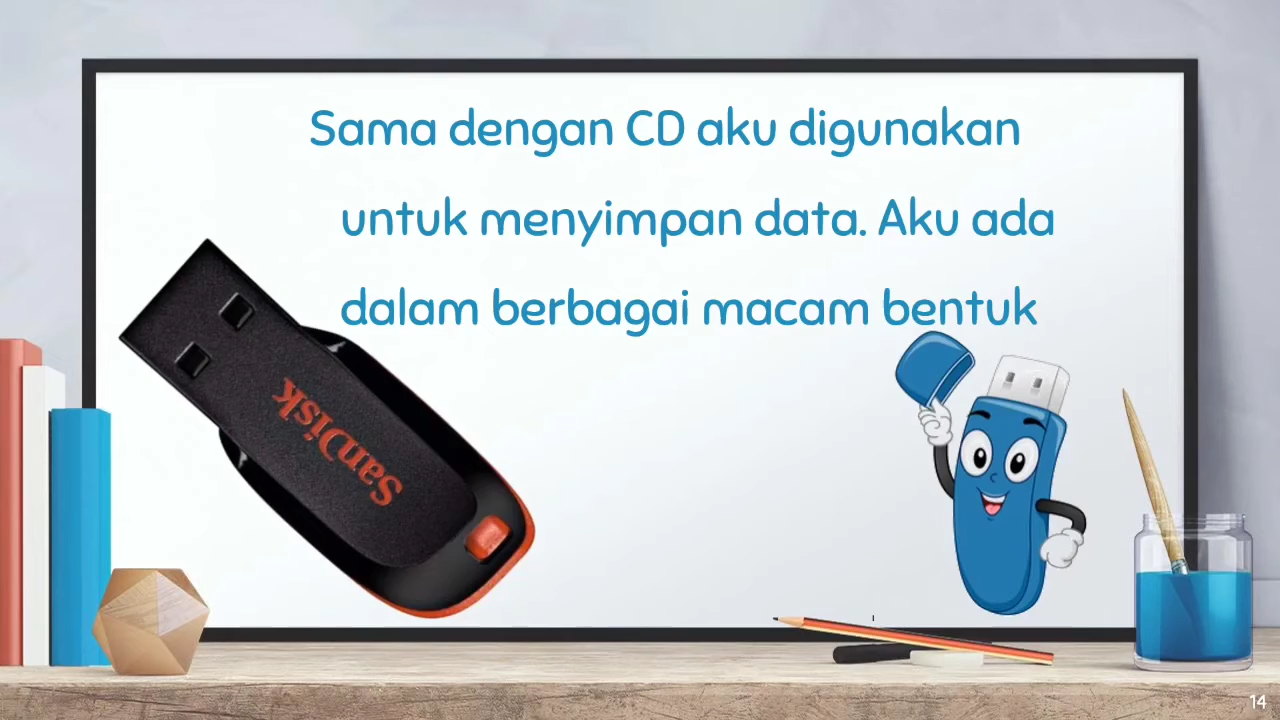 Sama dengan CD aku digunakan
untuk menyimpan data. Aku ada
dalam berbagai macam bentuk
SanDisk
14